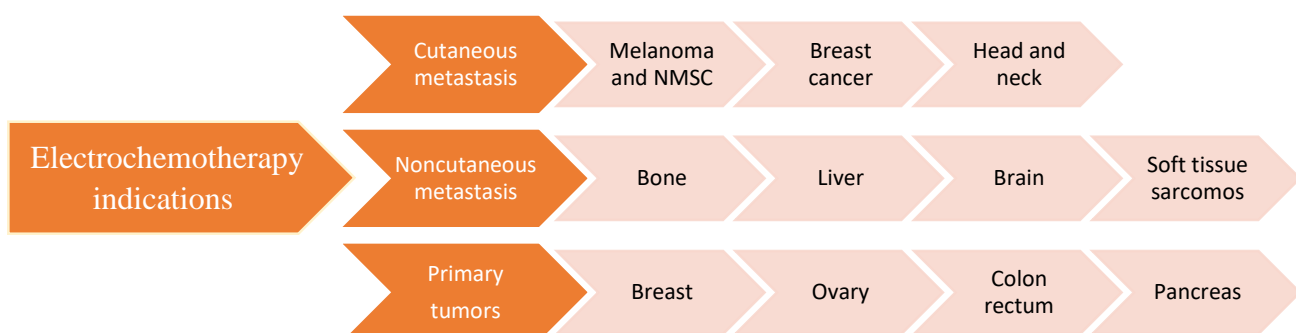 Electrochemotherapy
indications
Cutaneous
metastasis
Melanoma
and NMSC
Breast
cancer
Head and
neck
Noncutaneous
metastasis
Bone
Liver
Brain
Soft tissue
sarcomos
Primary
tumors
Breast
Ovary
Colon
rectum
Pancreas